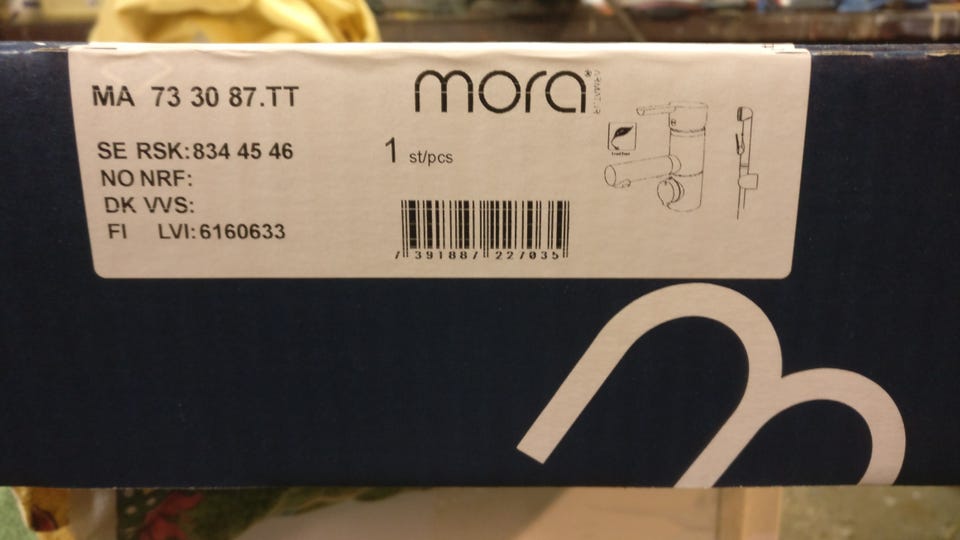 MA 73 30 87.TT
mora®
ARMATUR
SE RSK:834 45 46
NO NRF:
DK VVS:
FI LVI:6160633
1 st/pcs
7 391887 227035
m